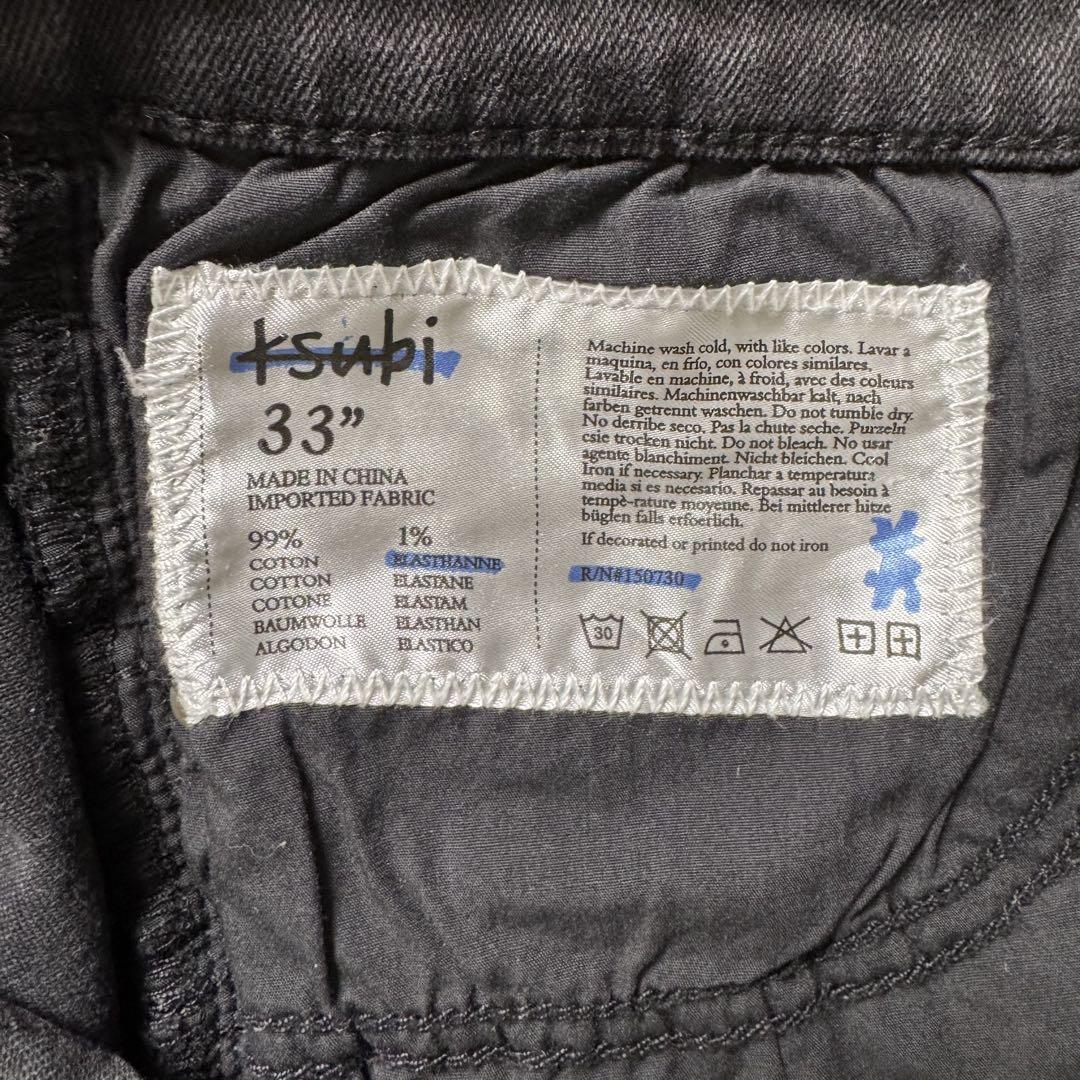 ksubi
33”
MADE IN CHINA
IMPORTED FABRIC
99%
COTON
COTTON
COTONE
BAUMWOLLE
ALGODON
1%
ELASTHANNE
ELASTANE
ELASTAM
ELASTHAN
ELASTICO
Machine wash cold, with like colors. Lavar a
maquina, en frío, con colores similares.
Lavable en machine, à froid, avec des couleurs
similaires. Machinenwaschbar kalt, nach
farben getrennt waschen. Do not tumble dry.
No derribe seco. Pas la chute seche. Purzeln
csie trocken nicht. Do not bleach. No usar
agente blanchiment. Nicht bleichen. Cool
Iron if necessary. Planchar a temperatura
media si es necesario. Repassar au besoin à
tempè-rature moyenne. Bei mittlerer hitze
büglen falls erfoerlich.
If decorated or printed do not iron
R/N#150730
30